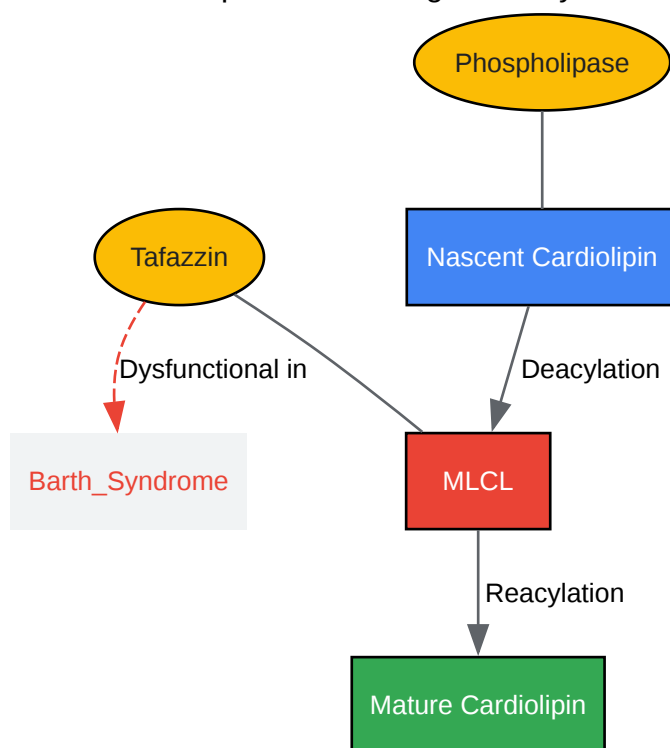 Phospholipase
Tafazzin
Nascent Cardiolipin
Dysfunctional in
Deacylation
Barth_Syndrome
MLCL
Reacylation
Mature Cardiolipin